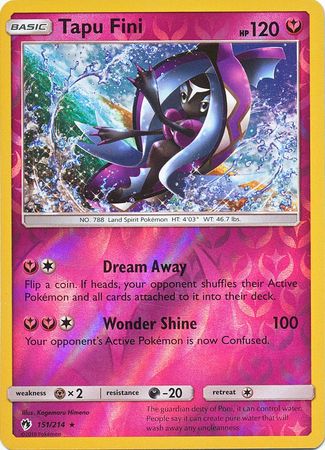 BASIC
Tapu Fini HP 120
NO. 788 Land Spirit Pokémon HT: 4'03" WT: 46.7 lbs.
Dream Away
Flip a coin. If heads, your opponent shuffles their Active
Pokémon and all cards attached to it into their deck.
Wonder Shine 100
Your opponent's Active Pokémon is now Confused.
weakness × 2 resistance -20 retreat
Illus. Kagemaru Himeno
151/214 ★
©2018 Pokémon
The guardian deity of Poni, it can control water.
People say it can create pure water that will
wash away any uncleanness.